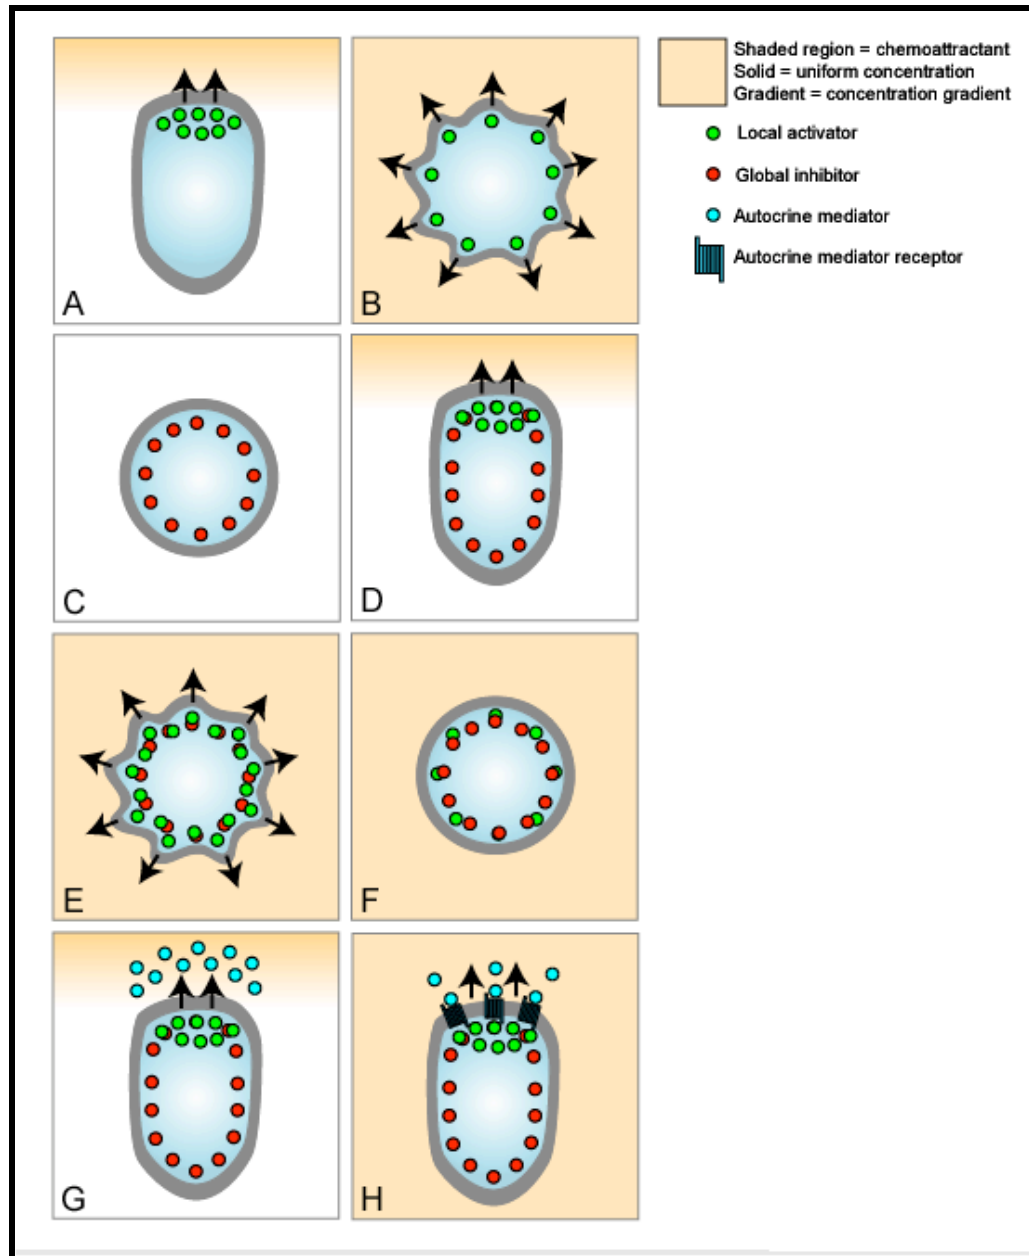 Shaded region = chemoattractant
Solid = uniform concentration
Gradient = concentration gradient
Local activator
Global inhibitor
Autocrine mediator
Autocrine mediator receptor
A
B
C
D
E
F
G
H